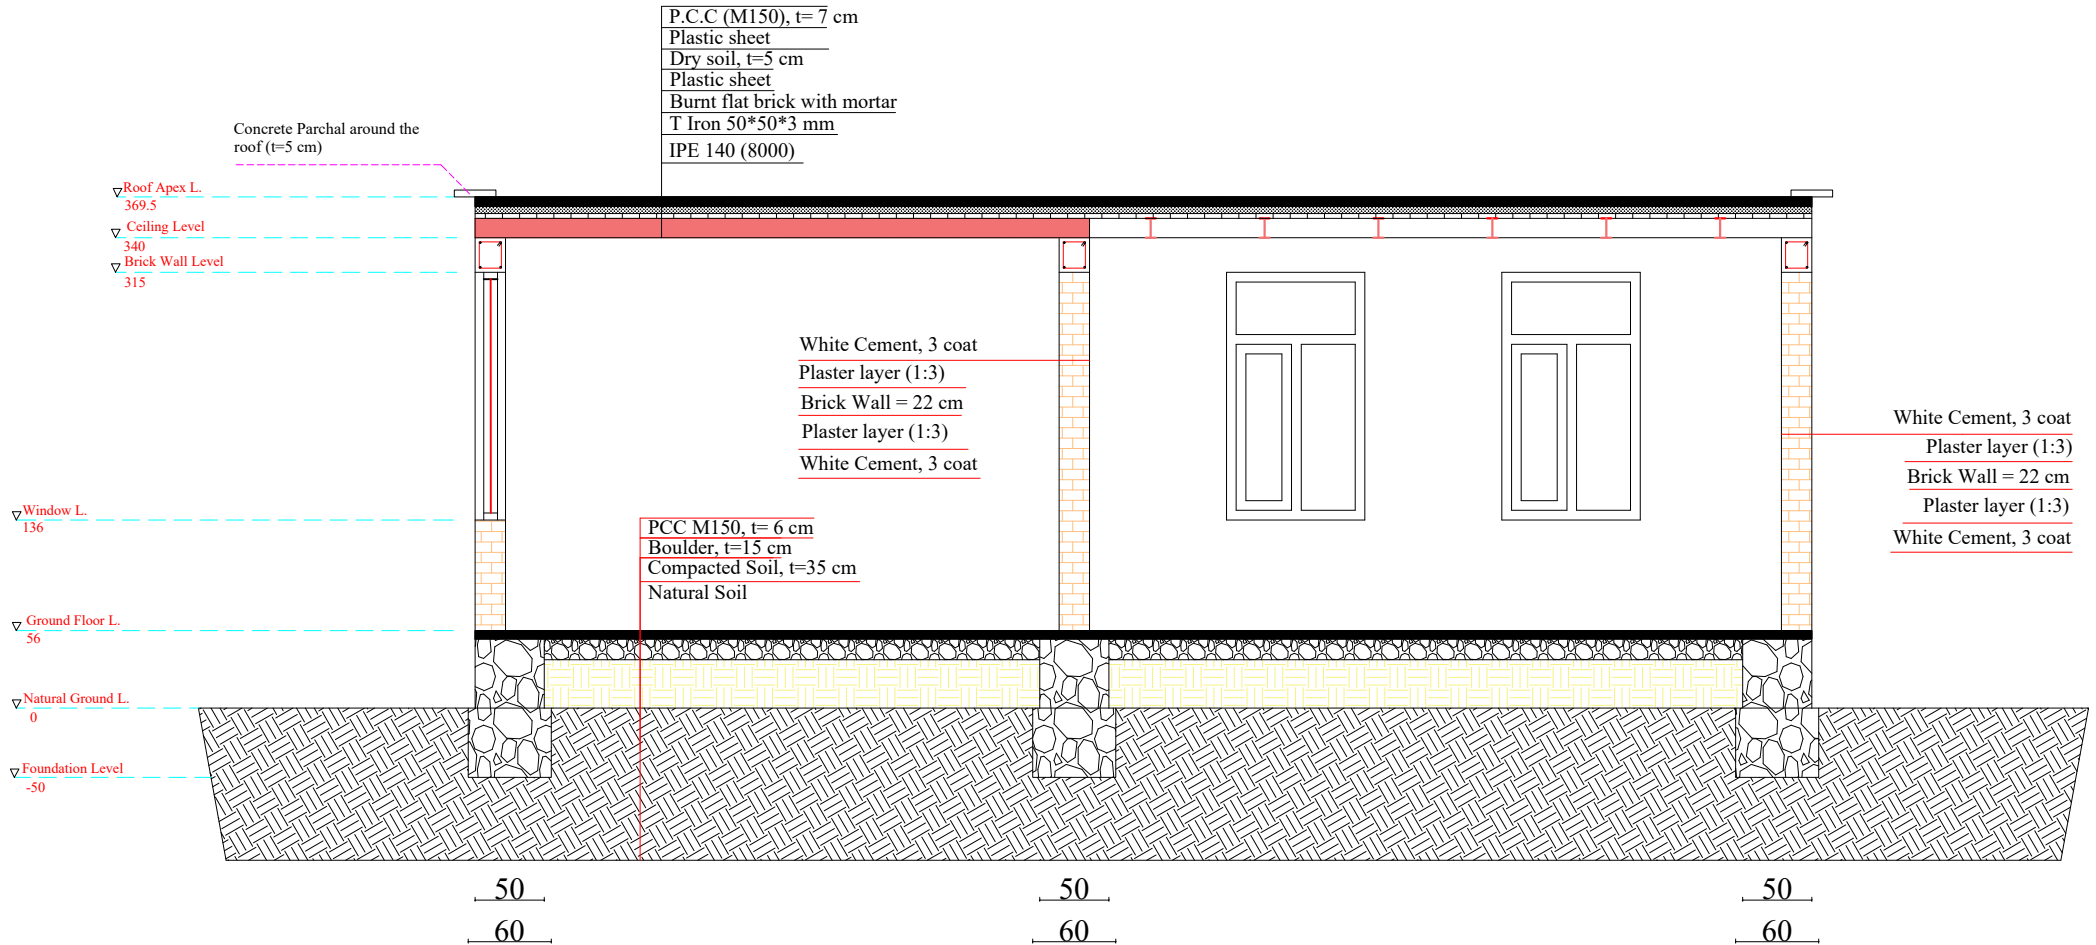 P.C.C (M150), t= 7 cm
Plastic sheet
Dry soil, t=5 cm
Plastic sheet
Burnt flat brick with mortar
T Iron 50*50*3 mm
IPE 140 (8000)
Concrete Parchal around the
roof (t=5 cm)
Roof Apex L.
369.5
Ceiling Level
340
Brick Wall Level
315
White Cement, 3 coat
Plaster layer (1:3)
Brick Wall = 22 cm
Plaster layer (1:3)
White Cement, 3 coat
White Cement, 3 coat
Plaster layer (1:3)
Brick Wall = 22 cm
Plaster layer (1:3)
White Cement, 3 coat
Window L.
136
PCC M150, t= 6 cm
Boulder, t=15 cm
Compacted Soil, t=35 cm
Natural Soil
Ground Floor L.
56
Natural Ground L.
0
Foundation Level
-50
50
50
50
60
60
60